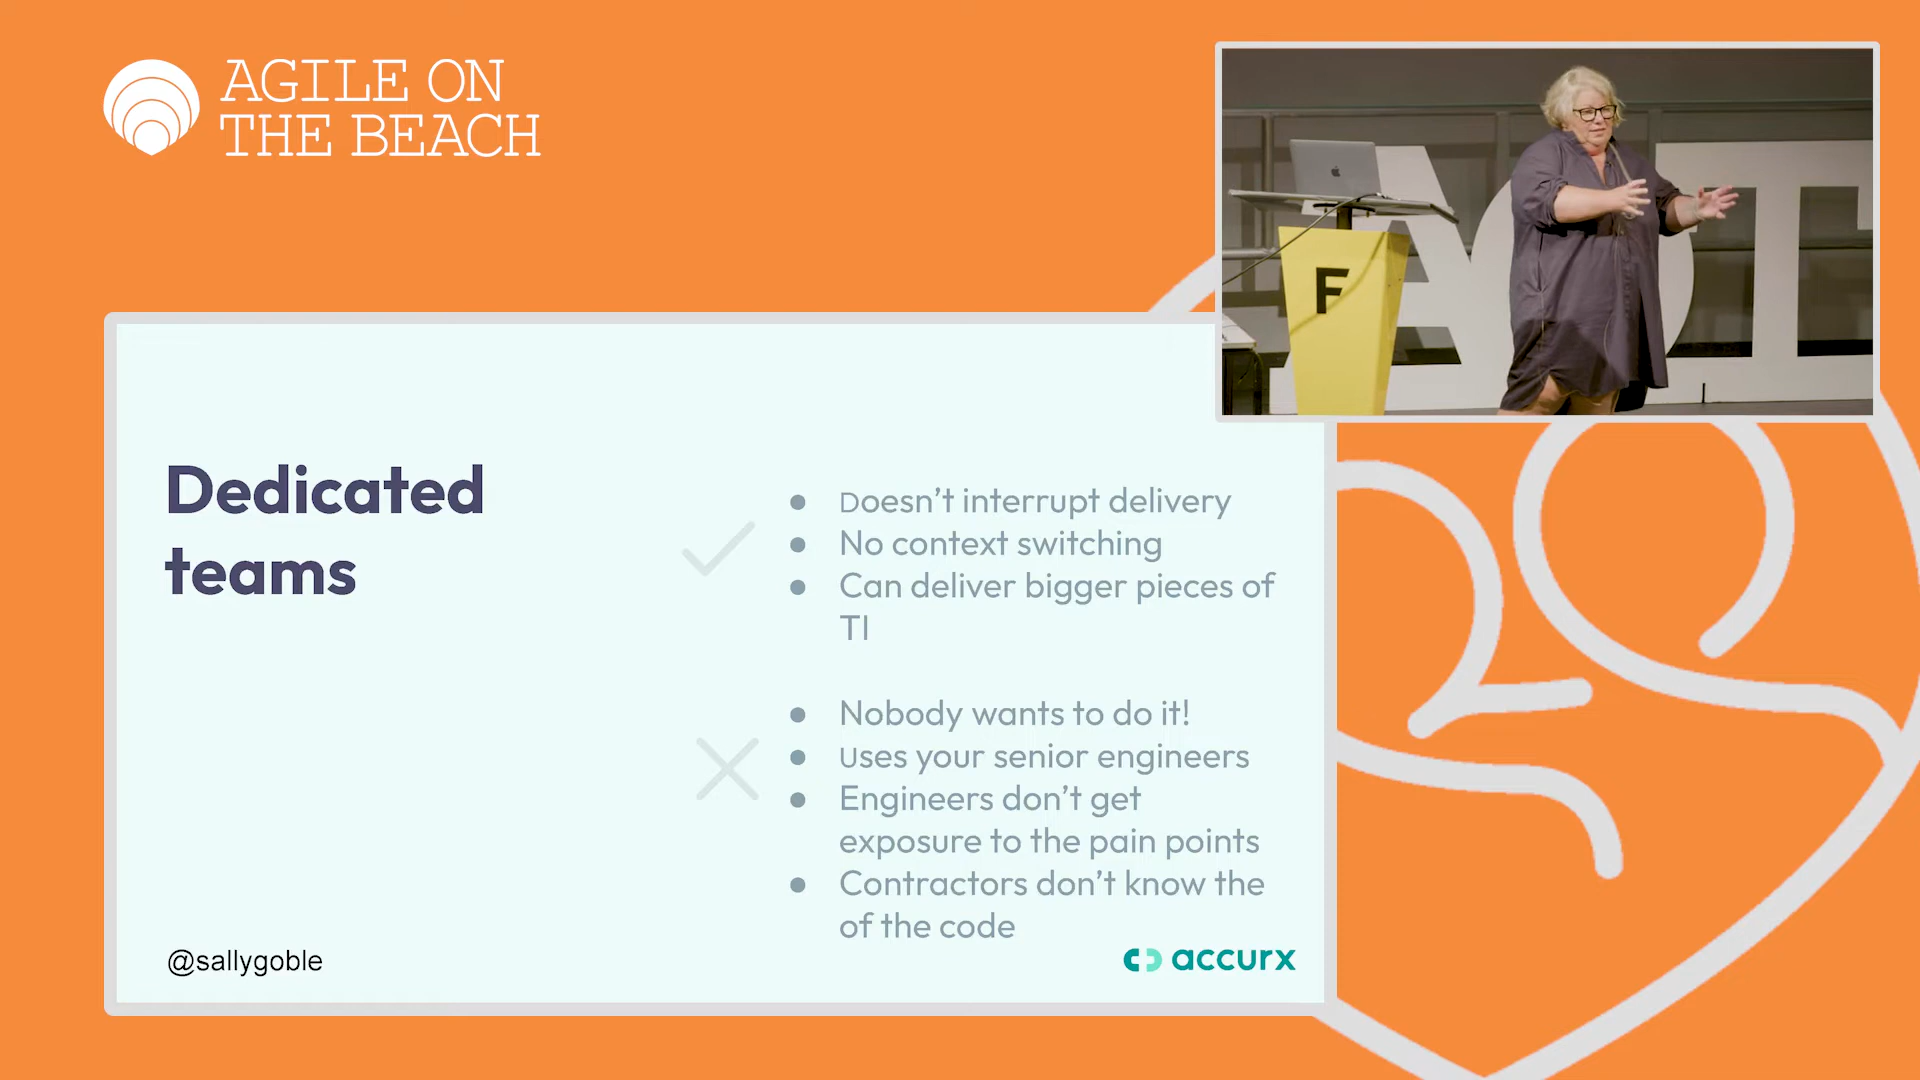 AGILE ON
THE BEACH
F
Dedicated
teams
● Doesn't interrupt delivery
● No context switching
● Can deliver bigger pieces of
TI
● Nobody wants to do it!
● Uses your senior engineers
● Engineers don't get
exposure to the pain points
● Contractors don't know the
of the code
@sallygoble
accurx